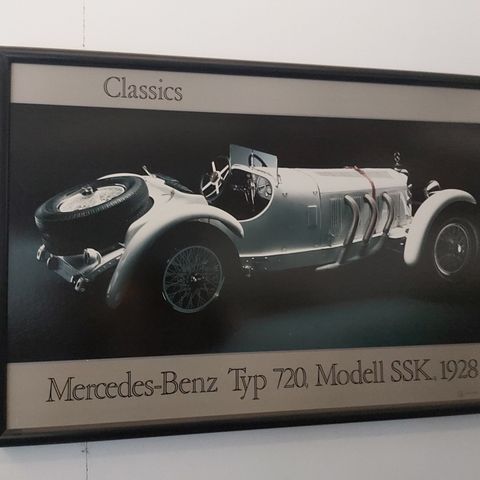 Classics
Mercedes-Benz Typ 720, Modell SSK, 1928